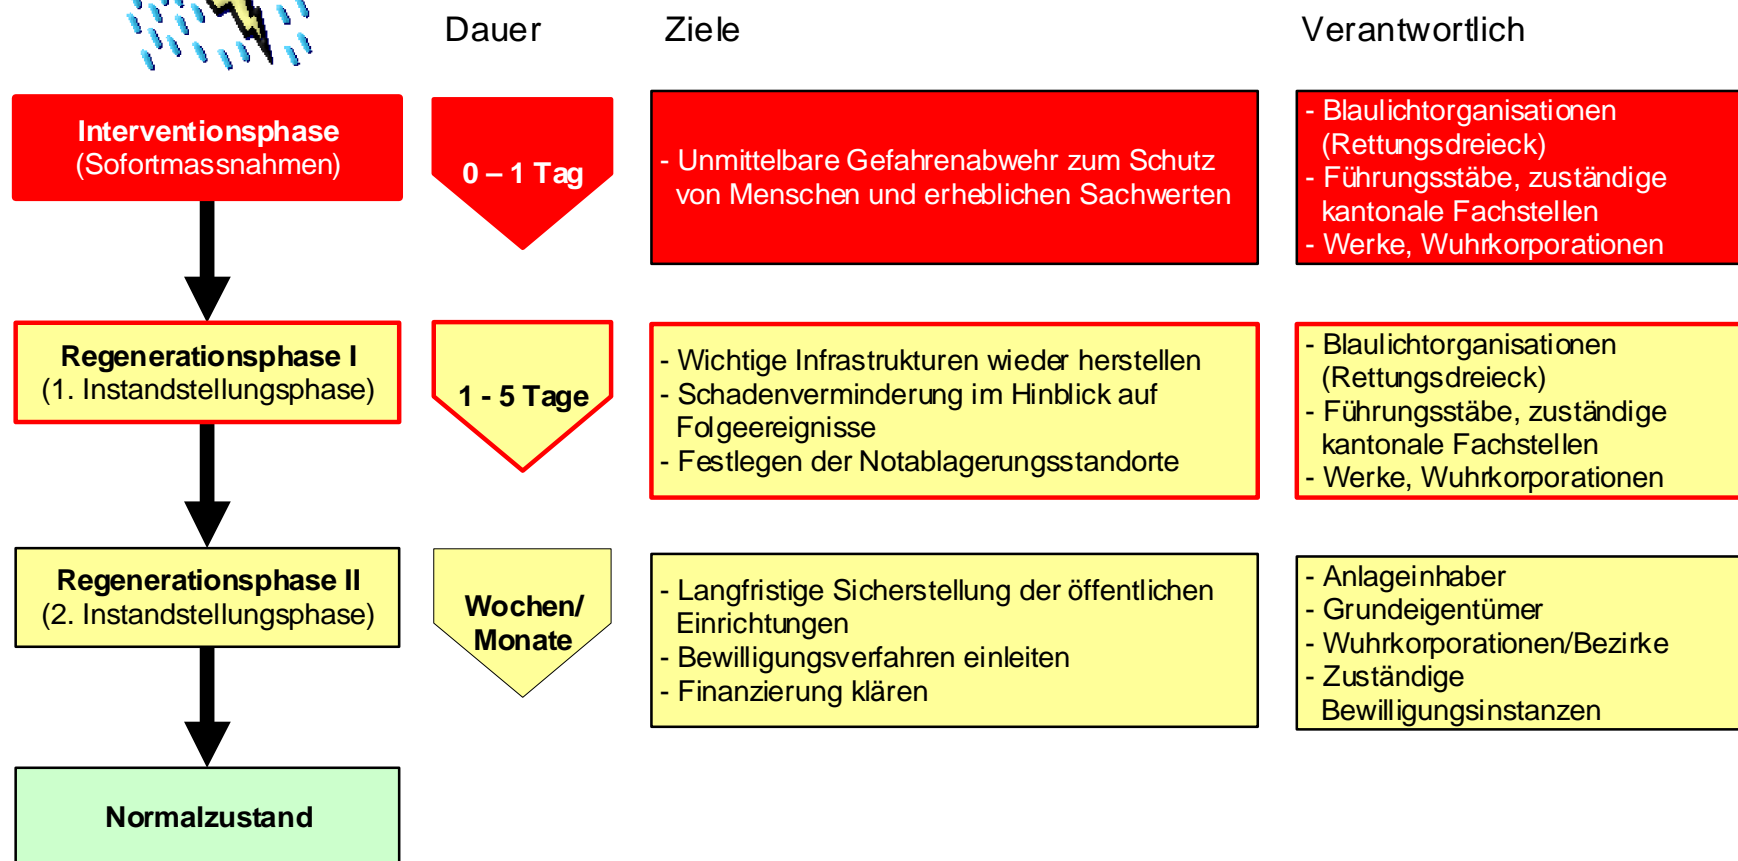 Dauer
Ziele
Verantwortlich
Interventionsphase
(Sofortmassnahmen)
0 – 1 Tag
- Unmittelbare Gefahrenabwehr zum Schutz
von Menschen und erheblichen Sachwerten
- Blaulichtorganisationen
(Rettungsdreieck)
- Führungsstäbe, zuständige
kantonale Fachstellen
- Werke, Wuhrkorporationen
Regenerationsphase I
(1. Instandstellungsphase)
1 - 5 Tage
- Wichtige Infrastrukturen wieder herstellen
- Schadenverminderung im Hinblick auf
Folgeereignisse
- Festlegen der Notablagerungsstandorte
- Blaulichtorganisationen
(Rettungsdreieck)
- Führungsstäbe, zuständige
kantonale Fachstellen
- Werke, Wuhrkorporationen
Regenerationsphase II
(2. Instandstellungsphase)
Wochen/
Monate
- Langfristige Sicherstellung der öffentlichen
Einrichtungen
- Bewilligungsverfahren einleiten
- Finanzierung klären
- Anlageinhaber
- Grundeigentümer
- Wuhrkorporationen/Bezirke
- Zuständige
Bewilligungsinstanzen
Normalzustand